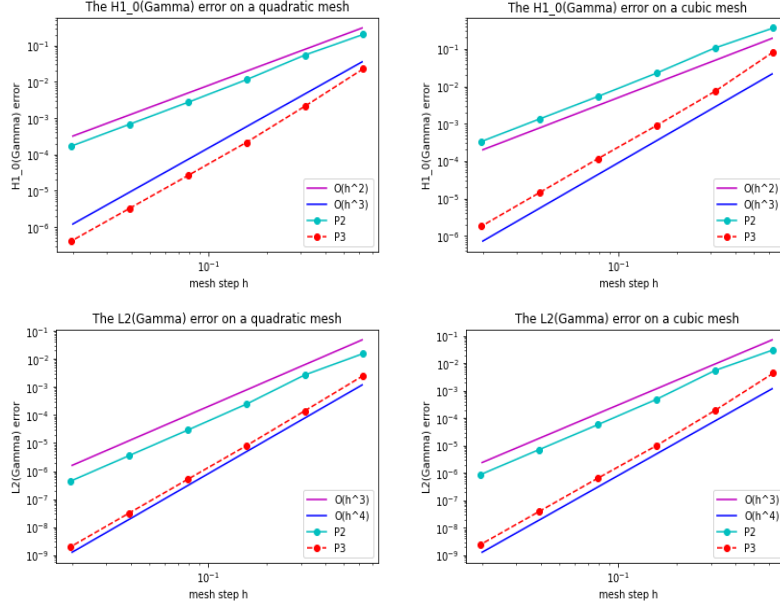 The H1_0(Gamma) error on a quadratic mesh
H1_0(Gamma) error
10^-1
10^-2
10^-3
10^-4
10^-5
10^-6
O(h^2)
O(h^3)
P2
P3
10^-1
mesh step h
The H1_0(Gamma) error on a cubic mesh
H1_0(Gamma) error
10^-1
10^-2
10^-3
10^-4
10^-5
10^-6
O(h^2)
O(h^3)
P2
P3
10^-1
mesh step h
The L2(Gamma) error on a quadratic mesh
L2(Gamma) error
10^-1
10^-2
10^-3
10^-4
10^-5
10^-6
10^-7
10^-8
10^-9
O(h^3)
O(h^4)
P2
P3
10^-1
mesh step h
The L2(Gamma) error on a cubic mesh
L2(Gamma) error
10^-1
10^-2
10^-3
10^-4
10^-5
10^-6
10^-7
10^-8
10^-9
O(h^3)
O(h^4)
P2
P3
10^-1
mesh step h